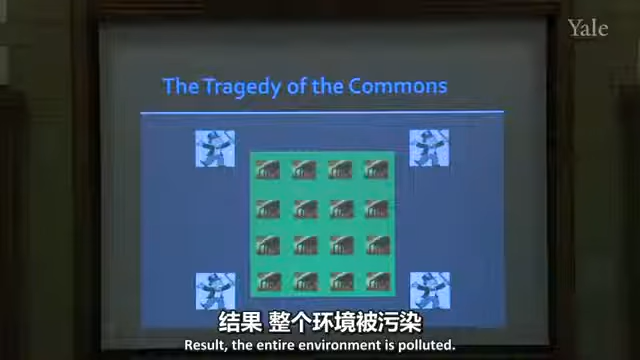 Yale
The Tragedy of the Commons
结果 整个环境被污染
Result, the entire environment is polluted.